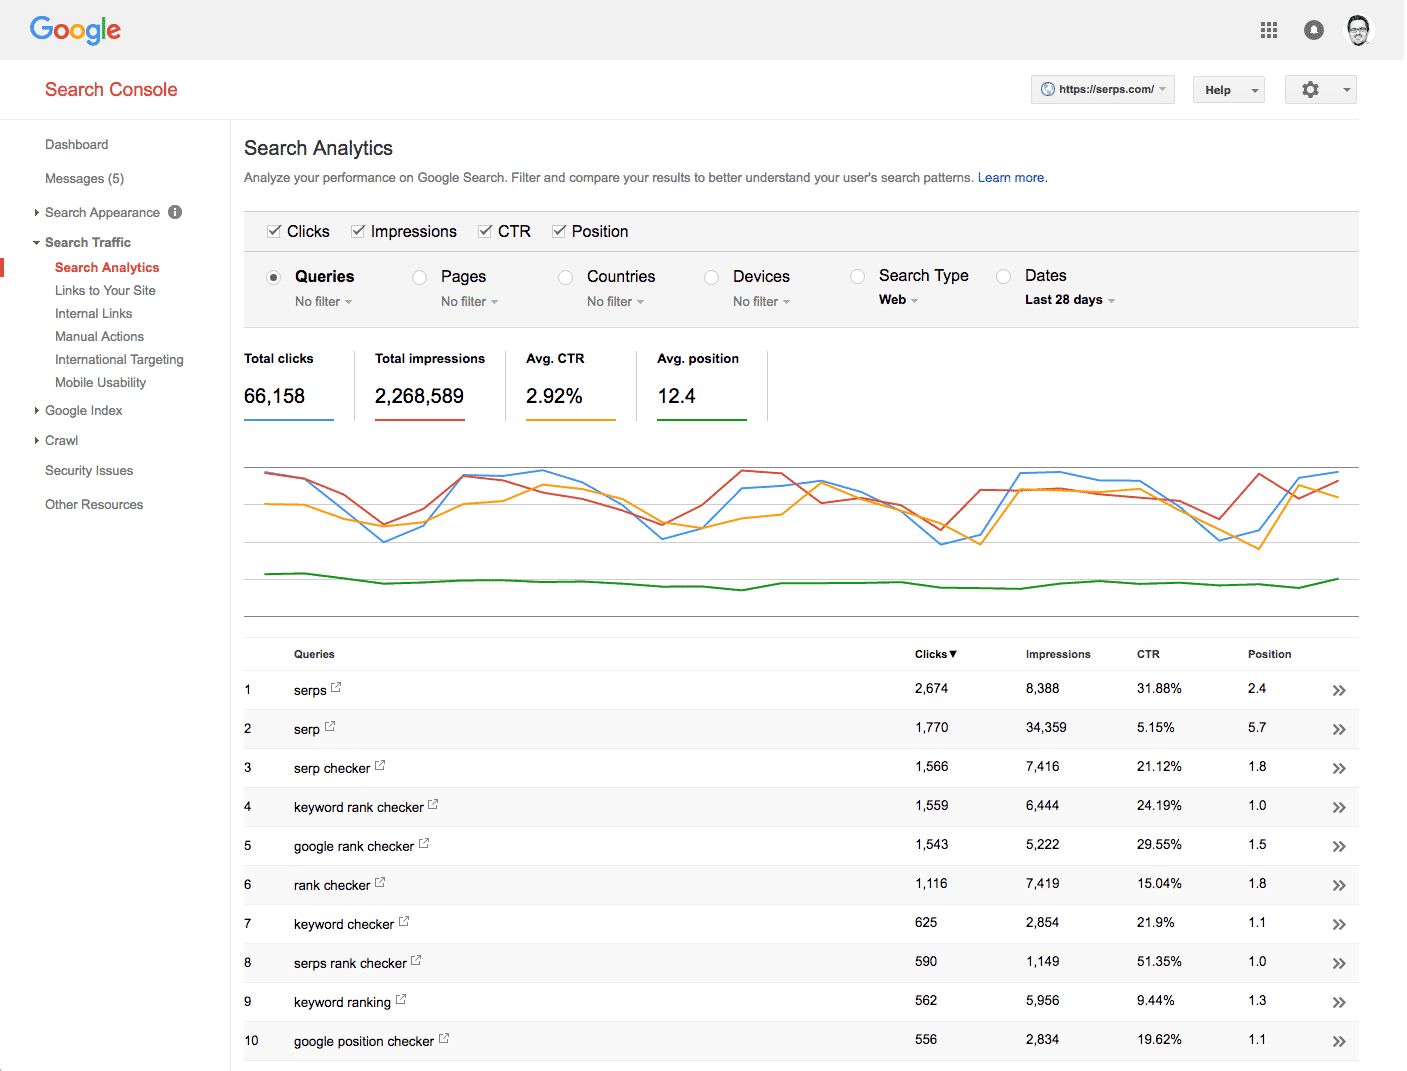 Google
Search Console
https://serps.com/
Help
Dashboard
Messages (5)
Search Appearance
Search Traffic
Search Analytics
Links to Your Site
Internal Links
Manual Actions
International Targeting
Mobile Usability
Google Index
Crawl
Security Issues
Other Resources
Search Analytics
Analyze your performance on Google Search. Filter and compare your results to better understand your user's search patterns. Learn more.
Clicks Impressions CTR Position
Queries Pages Countries Devices Search Type Dates
No filter No filter No filter No filter Web Last 28 days
Total clicks Total impressions Avg. CTR Avg. position
66,158 2,268,589 2.92% 12.4
Queries Clicks▼ Impressions CTR Position
1 serps 2,674 8,388 31.88% 2.4 »
2 serp 1,770 34,359 5.15% 5.7 »
3 serp checker 1,566 7,416 21.12% 1.8 »
4 keyword rank checker 1,559 6,444 24.19% 1.0 »
5 google rank checker 1,543 5,222 29.55% 1.5 »
6 rank checker 1,116 7,419 15.04% 1.8 »
7 keyword checker 625 2,854 21.9% 1.1 »
8 serps rank checker 590 1,149 51.35% 1.0 »
9 keyword ranking 562 5,956 9.44% 1.3 »
10 google position checker 556 2,834 19.62% 1.1 »